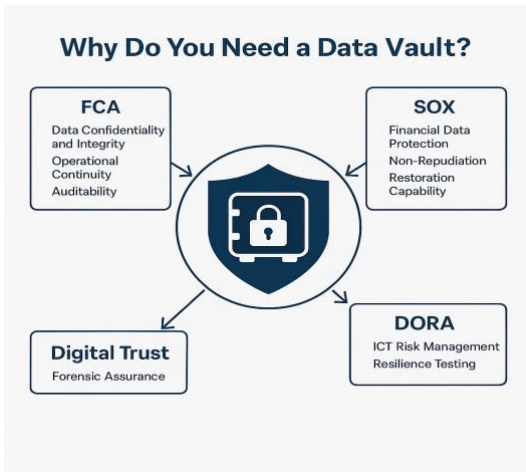 Why Do You Need a Data Vault?
FCA
Data Confidentiality
and Integrity
Operational
Continuity
Auditability
SOX
Financial Data
Protection
Non-Repudiation
Restoration
Capability
Digital Trust
Forensic Assurance
DORA
ICT Risk Management
Resilience Testing